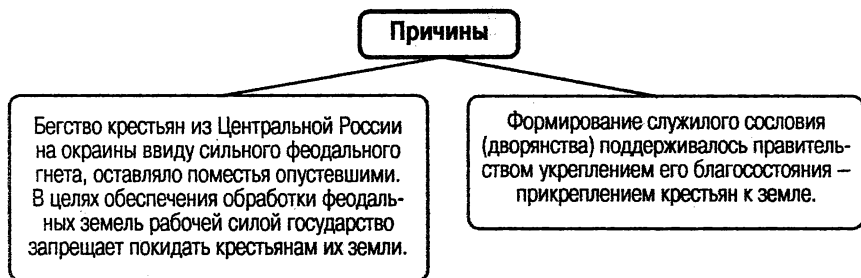 Причины
Бегство крестьян из Центральной России
на окраины ввиду сильного феодального
гнета, оставляло поместья опустевшими.
В целях обеспечения обработки феодаль-
ных земель рабочей силой государство
запрещает покидать крестьянам их земли.
Формирование служилого сословия
(дворянства) поддерживалось правитель-
ством укреплением его благосостояния –
прикреплением крестьян к земле.